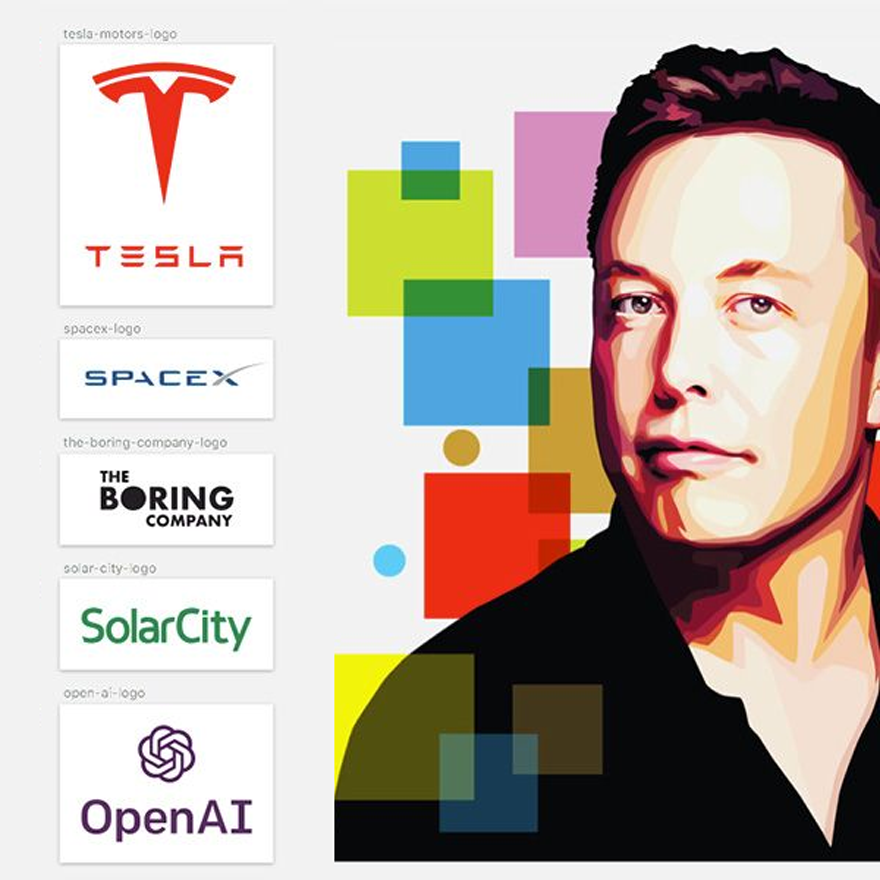 tesla-motors-logo
TESLA
spacex-logo
SPACEX
the-boring-company-logo
THE
BORING
COMPANY
solar-city-logo
SolarCity
open-ai-logo
OpenAI